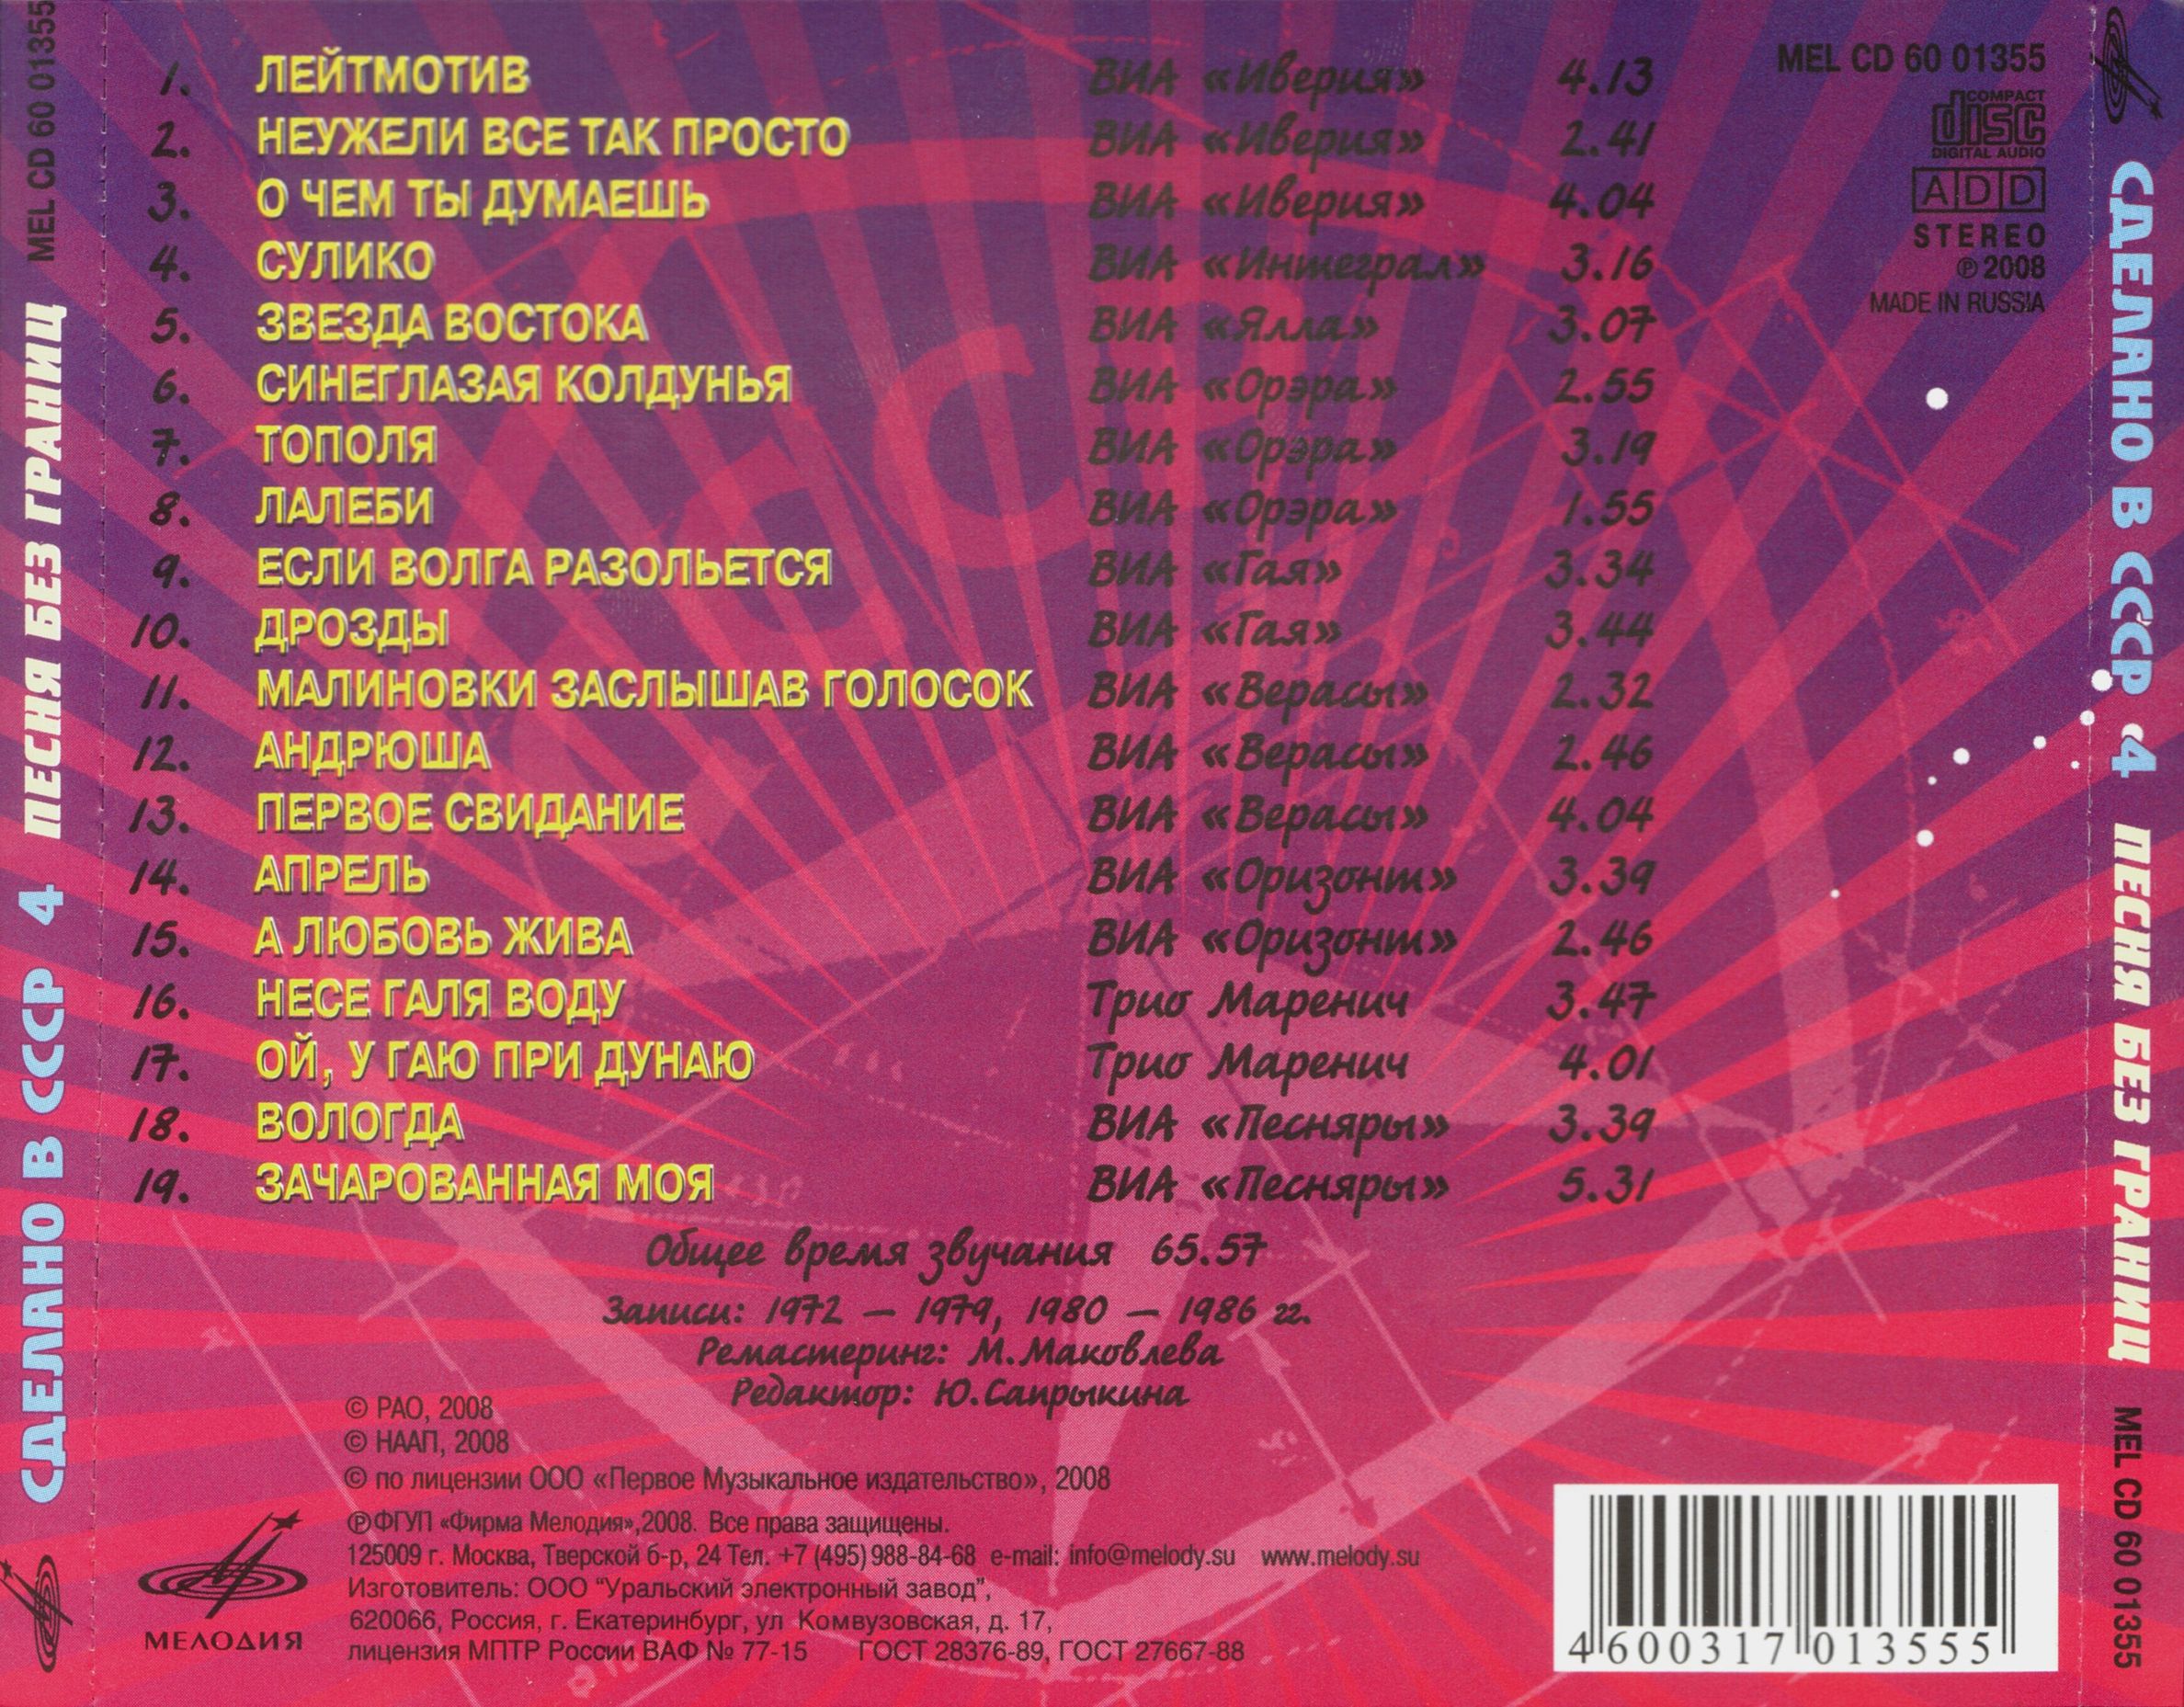 MEL CD 60 01355
СДЕЛАНО В СССР 4 ПЕСНЯ БЕЗ ГРАНИЦ MEL CD 60 01355
1. ЛЕЙТМОТИВ ВИА «Иверия» 4.13
2. НЕУЖЕЛИ ВСЕ ТАК ПРОСТО ВИА «Иверия» 2.41
3. О ЧЕМ ТЫ ДУМАЕШЬ ВИА «Иверия» 4.04
4. СУЛИКО ВИА «Интеграл» 3.16
5. ЗВЕЗДА ВОСТОКА ВИА «Ялла» 3.07
6. СИНЕГЛАЗАЯ КОЛДУНЬЯ ВИА «Орэра» 2.55
7. ТОПОЛЯ ВИА «Орэра» 3.19
8. ЛАЛЕБИ ВИА «Орэра» 1.55
9. ЕСЛИ ВОЛГА РАЗОЛЬЕТСЯ ВИА «Гая» 3.34
10. ДРОЗДЫ ВИА «Гая» 3.44
11. МАЛИНОВКИ ЗАСЛЫШАВ ГОЛОСОК ВИА «Верасы» 2.32
12. АНДРЮША ВИА «Верасы» 2.46
13. ПЕРВОЕ СВИДАНИЕ ВИА «Верасы» 4.04
14. АПРЕЛЬ ВИА «Оризонт» 3.39
15. А ЛЮБОВЬ ЖИВА ВИА «Оризонт» 2.46
16. НЕСЕ ГАЛЯ ВОДУ Трио Маренич 3.47
17. ОЙ, У ГАЮ ПРИ ДУНАЮ Трио Маренич 4.01
18. ВОЛОГДА ВИА «Песняры» 3.39
19. ЗАЧАРОВАННАЯ МОЯ ВИА «Песняры» 5.31
Общее время звучания 65.57
Записи: 1972 – 1979, 1980 – 1986 гг.
Ремастеринг: М.Маковлева
Редактор: Ю.Сапрыкина
© РАО, 2008
© НААП, 2008
© по лицензии ООО «Первое Музыкальное издательство», 2008
℗ФГУП «Фирма Мелодия»,2008. Все права защищены.
125009 г. Москва, Тверской б-р, 24 Тел. +7 (495) 988-84-68 e-mail: info@melody.su www.melody.su
Изготовитель: ООО “Уральский электронный завод”,
620066, Россия, г. Екатеринбург, ул Комвузовская, д. 17,
лицензия МПТР России ВАФ № 77-15 ГОСТ 28376-89, ГОСТ 27667-88
МЕЛОДИЯ
MEL CD 60 01355
COMPACT
disc
DIGITAL AUDIO
ADD
STEREO
℗ 2008
MADE IN RUSSIA
СССР
4 600317 013555
СДЕЛАНО В СССР 4 ПЕСНЯ БЕЗ ГРАНИЦ